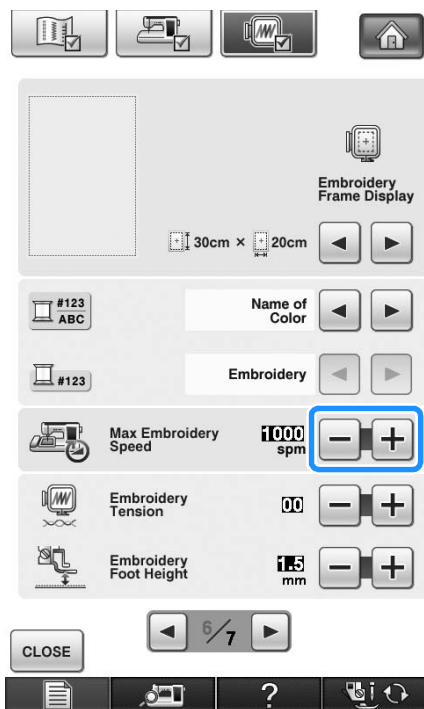 Embroidery
Frame Display
30cm × 20cm
#123
ABC
Name of
Color
#123
Embroidery
Max Embroidery
Speed
1000
spm
Embroidery
Tension
00
Embroidery
Foot Height
1.5
mm
CLOSE
6/7
?